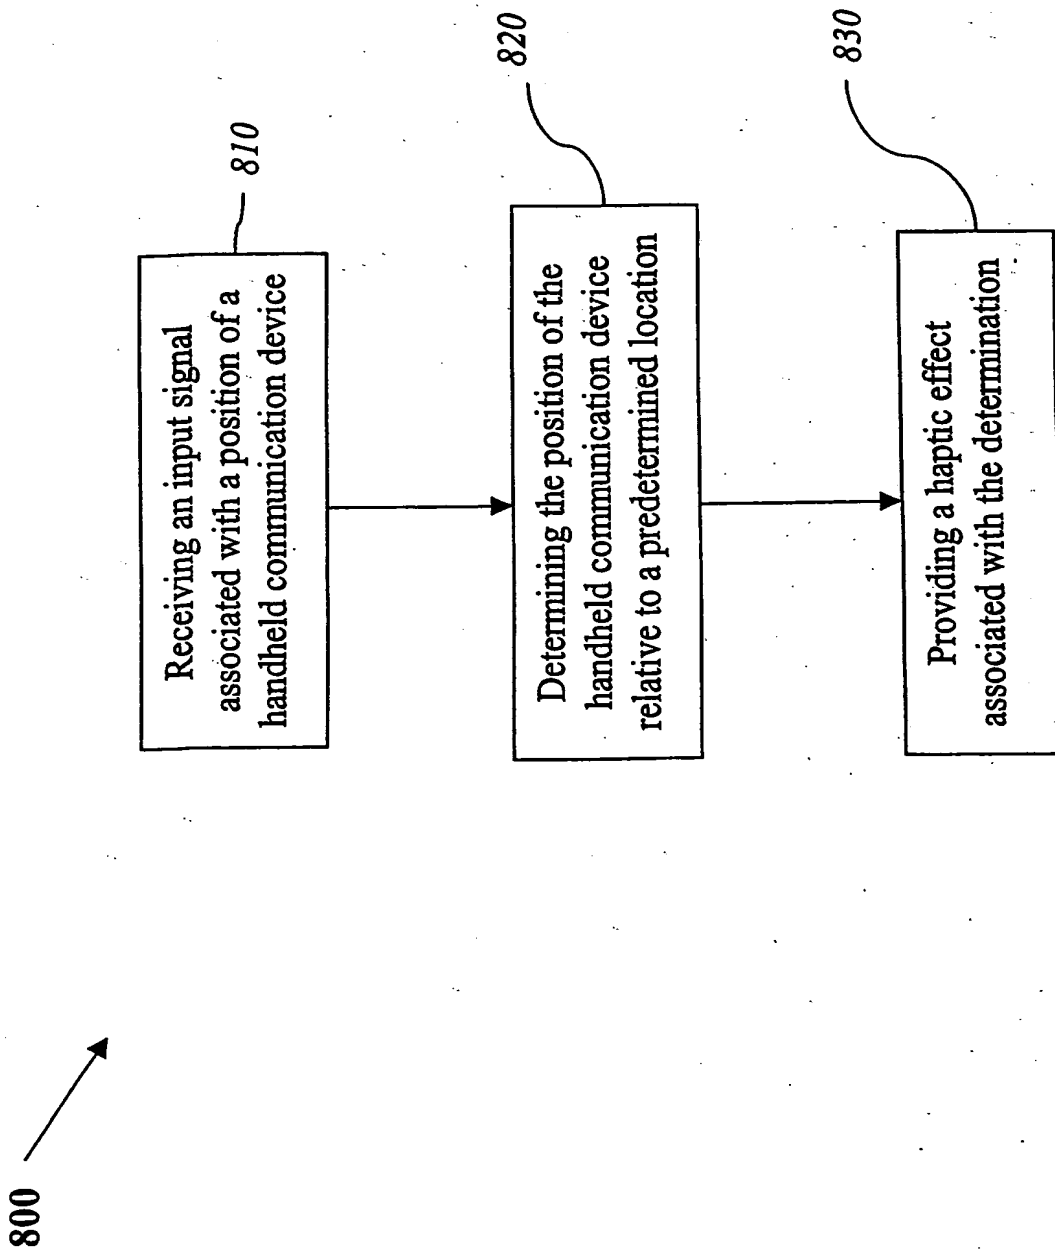 800
Receiving an input signal
associated with a position of a
handheld communication device
810
Determining the position of the
handheld communication device
relative to a predetermined location
820
Providing a haptic effect
associated with the determination
830